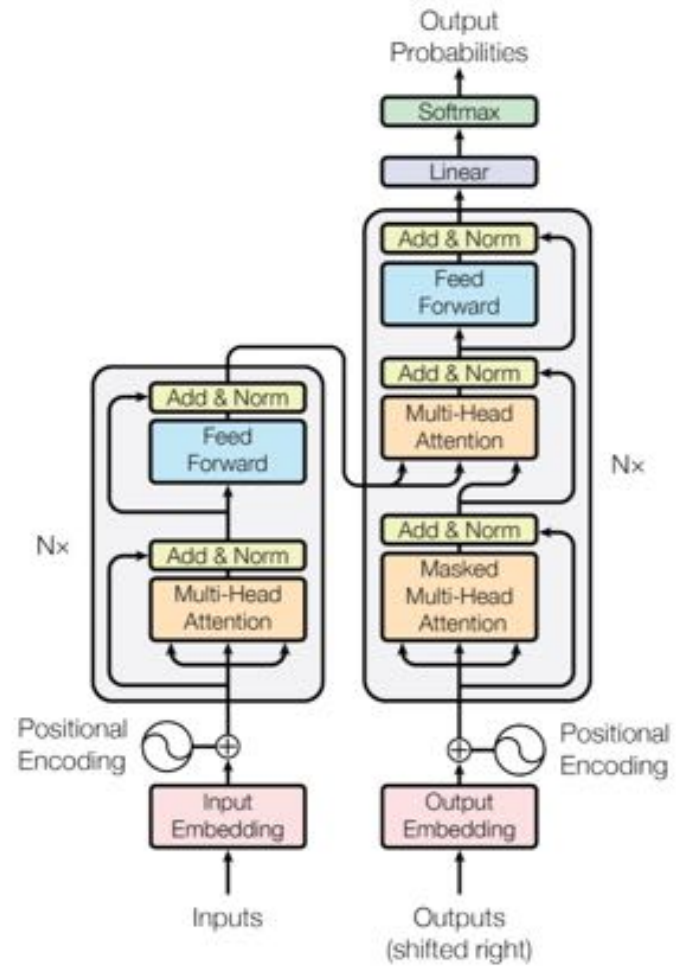 Output
Probabilities
Softmax
Linear
Add & Norm
Feed
Forward
Add & Norm
Multi-Head
Attention
Add & Norm
Masked
Multi-Head
Attention
N×
Add & Norm
Feed
Forward
Add & Norm
Multi-Head
Attention
N×
Positional
Encoding
Positional
Encoding
Input
Embedding
Output
Embedding
Inputs
Outputs
(shifted right)